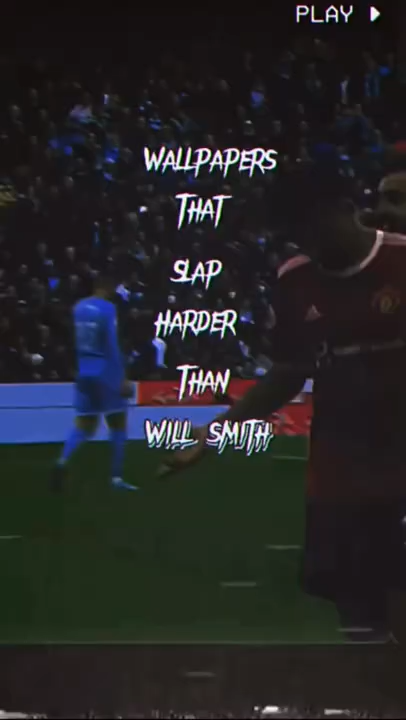 PLAY
WALLPAPERS
THAT
SLAP
HARDER
THAN
WILL SMITH